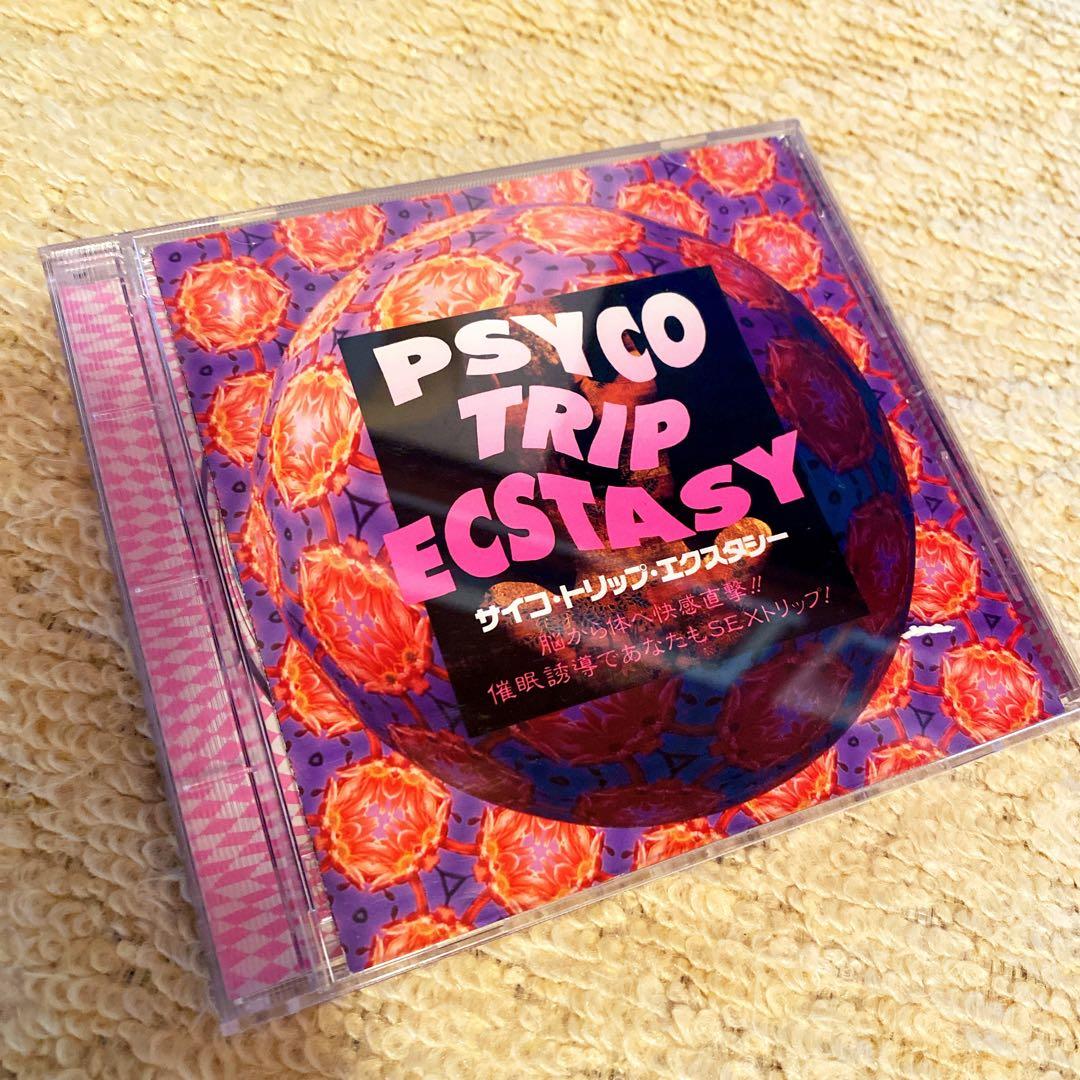 PSYCO
TRIP
ECSTASY
サイコ・トリップ・エクスタシー
脳から体へ快感直撃!!
催眠誘導であなたもSEXトリップ!